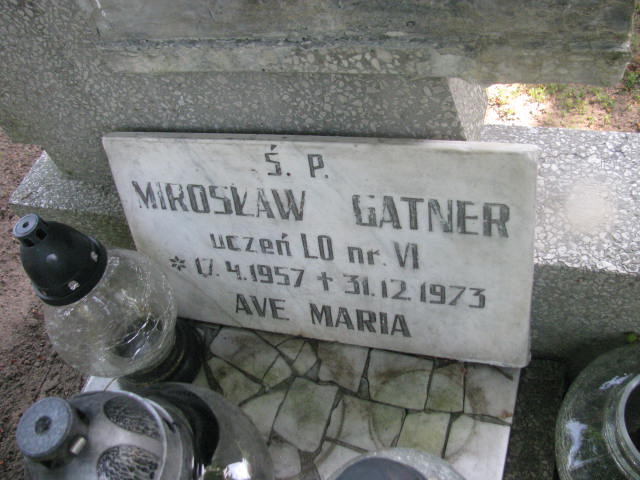 Ś. P.
MIROSŁAW GATNER
uczeń LO nr. VI
* 17.4.1957 + 31.12.1973
AVE MARIA